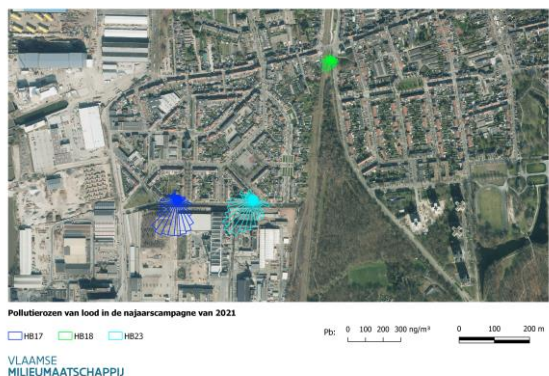 Pollutierozen van lood in de najaarscampagne van 2021
HB17 HB18 HB23
Pb: 0 100 200 300 ng/m³
0 100 200 m
VLAAMSE
MILIEUMAATSCHAPPIJ